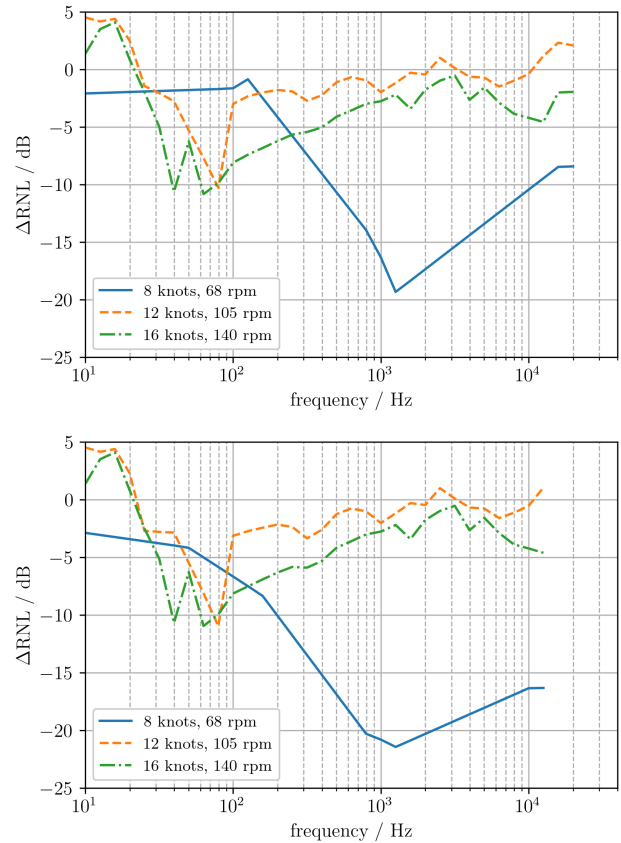 5
0
−5
−10
−15
−20
−25
ΔRNL / dB
8 knots, 68 rpm
12 knots, 105 rpm
16 knots, 140 rpm
10¹ 10² 10³ 10⁴
frequency / Hz
5
0
−5
−10
−15
−20
−25
ΔRNL / dB
8 knots, 68 rpm
12 knots, 105 rpm
16 knots, 140 rpm
10¹ 10² 10³ 10⁴
frequency / Hz